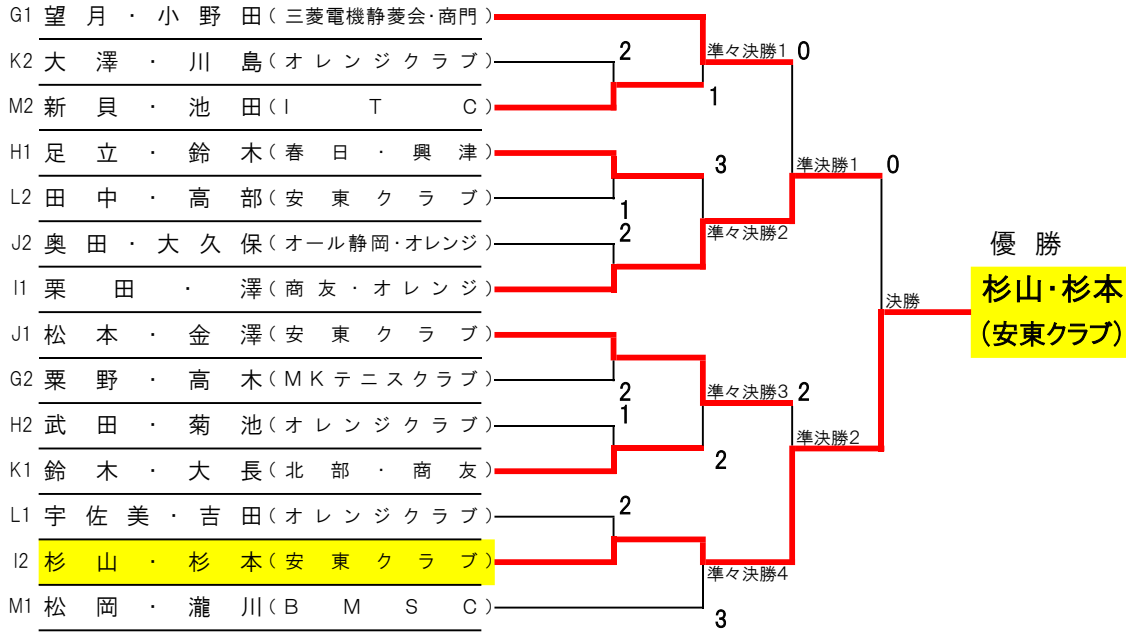 G1 望月・小野田(三菱電機静菱会・商門)
K2 大澤・川島(オレンジクラブ)
M2 新貝・池田(ITC)
H1 足立・鈴木(春日・興津)
L2 田中・高部(安東クラブ)
J2 奥田・大久保(オール静岡・オレンジ)
I1 栗田・澤(商友・オレンジ)
J1 松本・金澤(安東クラブ)
G2 粟野・高木(MKテニスクラブ)
H2 武田・菊池(オレンジクラブ)
K1 鈴木・大長(北部・商友)
L1 宇佐美・吉田(オレンジクラブ)
I2 杉山・杉本(安東クラブ)
M1 松岡・瀧川(BMSC)
2
1
2
2
1
2
準々決勝1 0
1
3
準々決勝2
準々決勝3 2
2
準々決勝4
3
準決勝1 0
準決勝2
決勝
優勝
杉山・杉本
(安東クラブ)